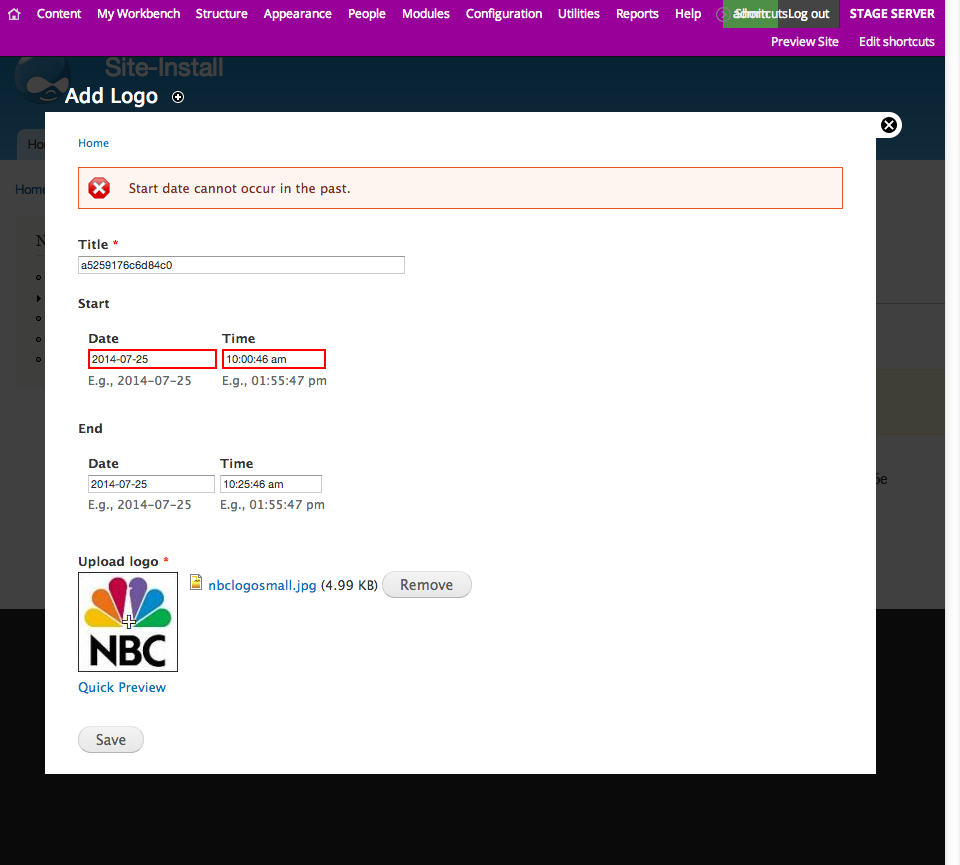 Content My Workbench Structure Appearance People Modules Configuration Utilities Reports Help Shortcuts Log out STAGE SERVER
Preview Site Edit shortcuts
Site-Install
Add Logo
Home
Start date cannot occur in the past.
Home
Title *
a5259176c6d84c0
Start
Date Time
2014-07-25 10:00:46 am
E.g., 2014-07-25 E.g., 01:55:47 pm
End
Date Time
2014-07-25 10:25:46 am
E.g., 2014-07-25 E.g., 01:55:47 pm
Upload logo *
nbclogosmall.jpg (4.99 KB) Remove
NBC
Quick Preview
Save